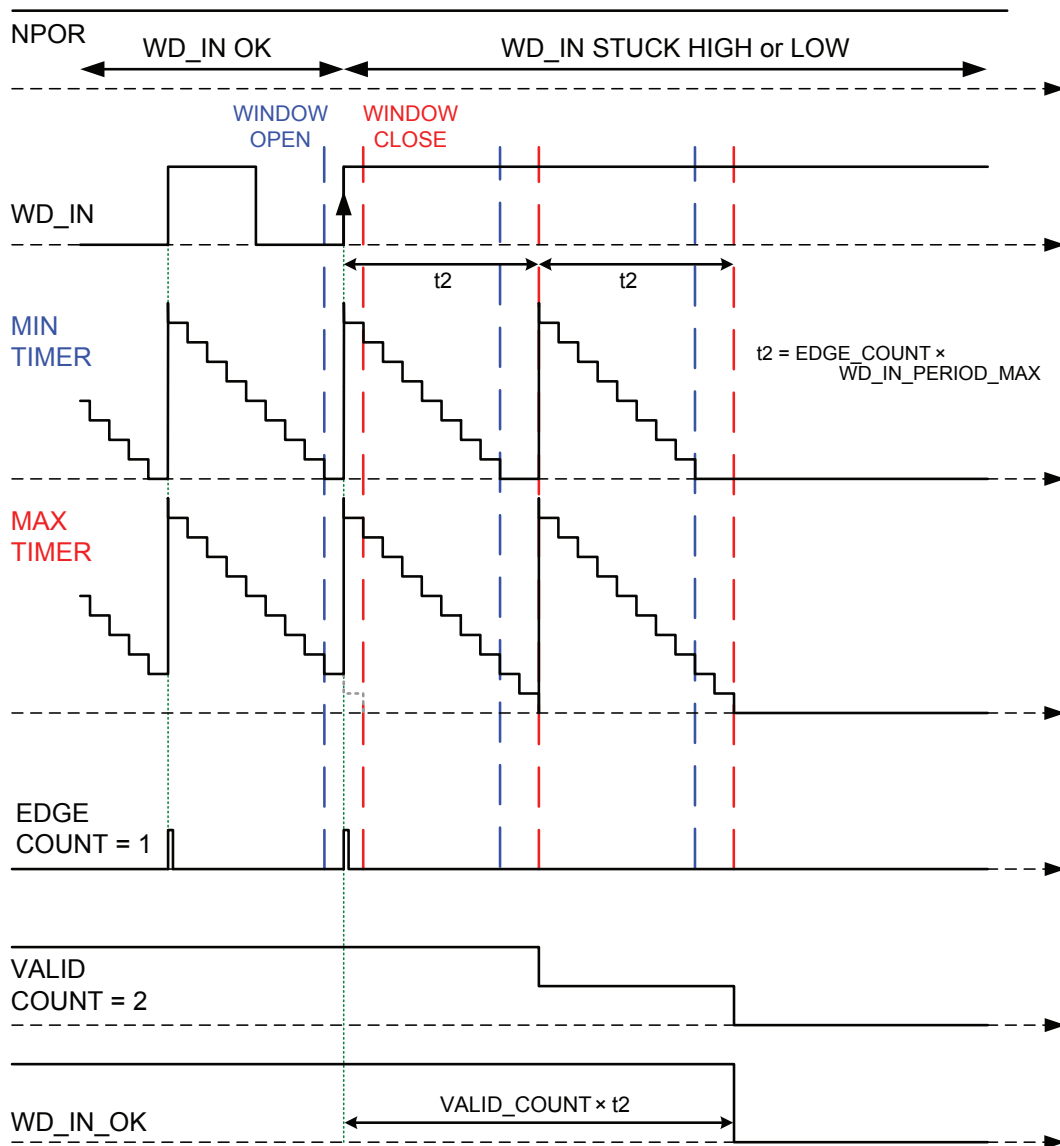 NPOR
WD_IN OK
WD_IN STUCK HIGH or LOW
WINDOW
OPEN
WINDOW
CLOSE
WD_IN
t2
t2
MIN
TIMER
t2 = EDGE_COUNT ×
WD_IN_PERIOD_MAX
MAX
TIMER
EDGE
COUNT = 1
VALID
COUNT = 2
VALID_COUNT × t2
WD_IN_OK